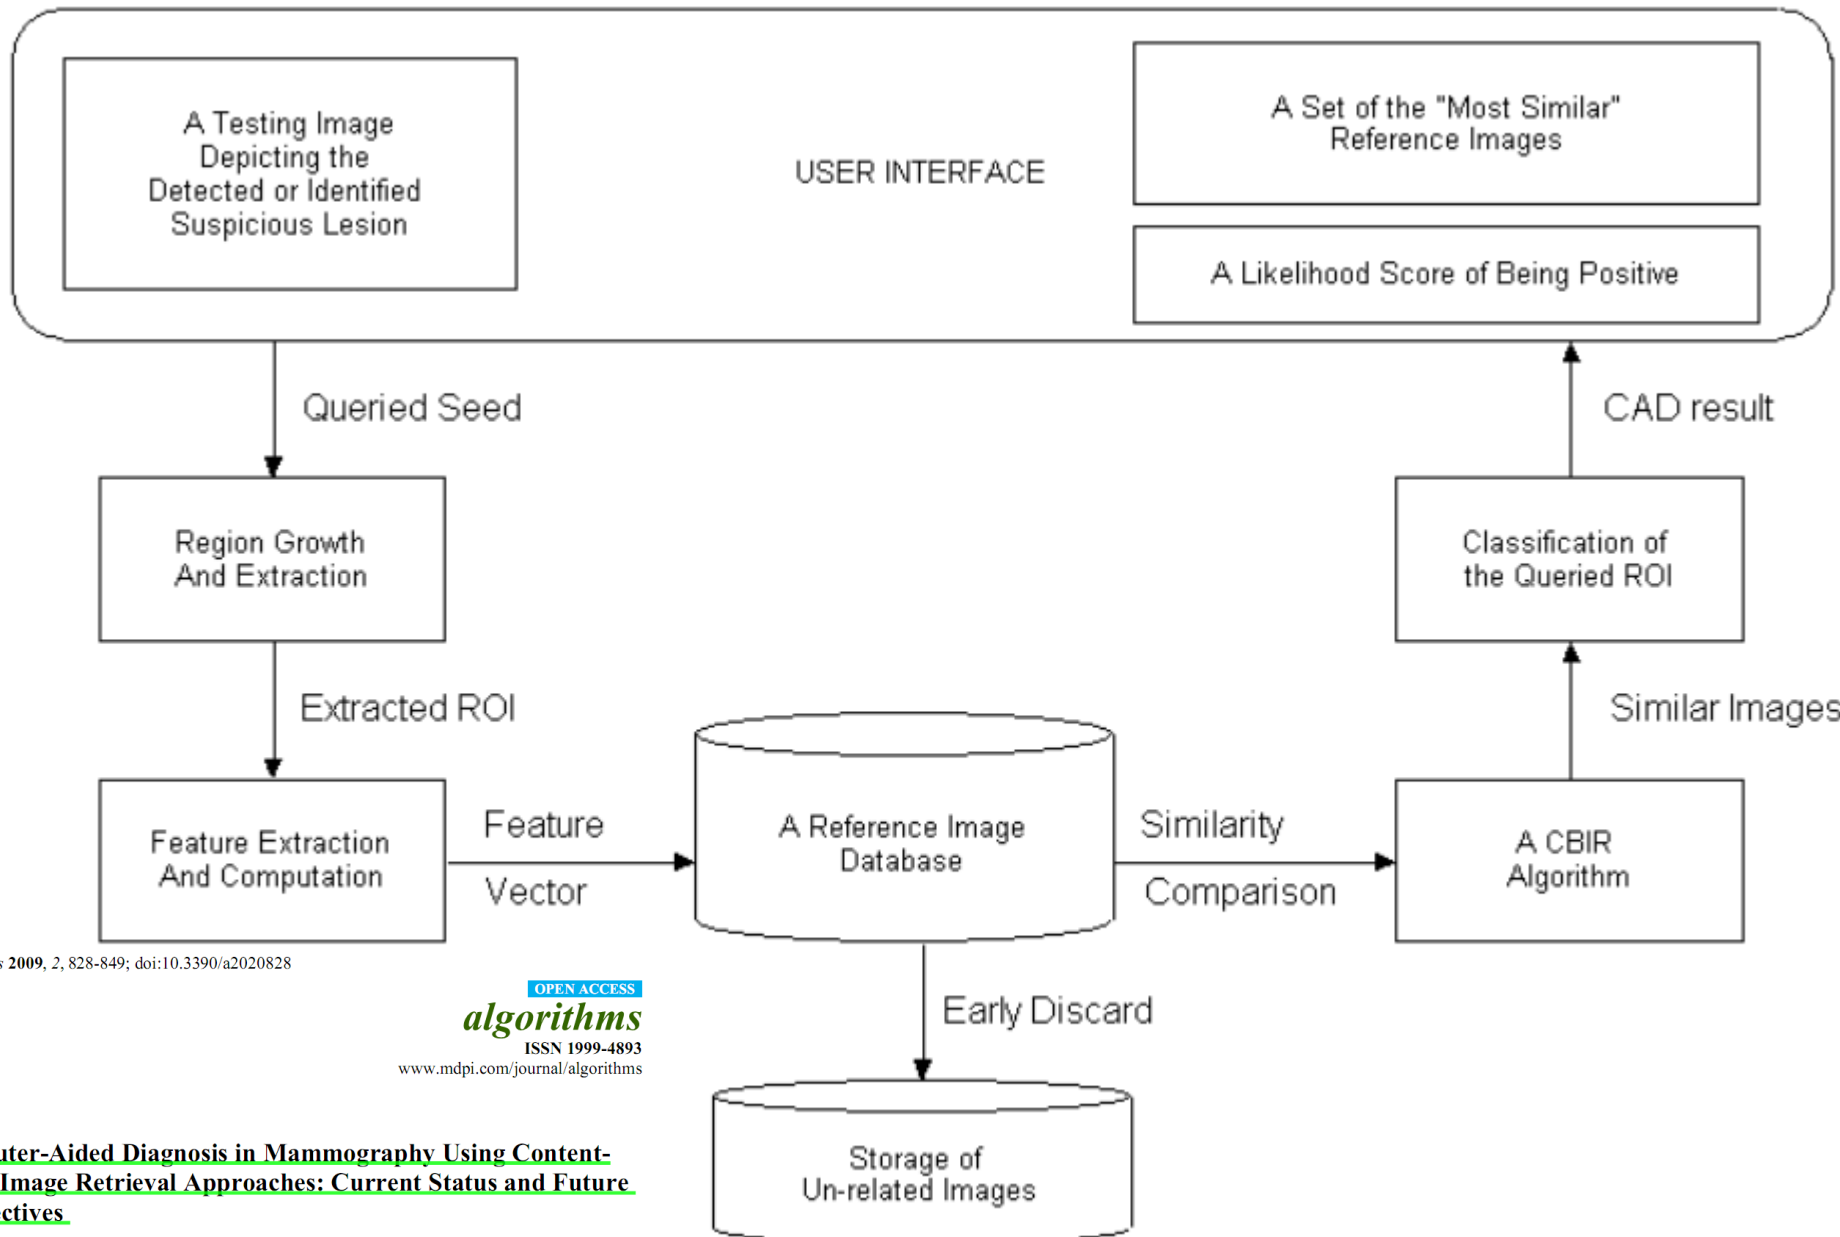 A Testing Image
Depicting the
Detected or Identified
Suspicious Lesion
USER INTERFACE
A Set of the "Most Similar"
Reference Images
A Likelihood Score of Being Positive
Queried Seed
CAD result
Region Growth
And Extraction
Classification of
the Queried ROI
Extracted ROI
Similar Images
Feature Extraction
And Computation
Feature
Vector
A Reference Image
Database
Similarity
Comparison
A CBIR
Algorithm
Early Discard
Storage of
Un-related Images
s 2009, 2, 828-849; doi:10.3390/a2020828
OPEN ACCESS
algorithms
ISSN 1999-4893
www.mdpi.com/journal/algorithms
uter-Aided Diagnosis in Mammography Using Content-
Image Retrieval Approaches: Current Status and Future
ectives